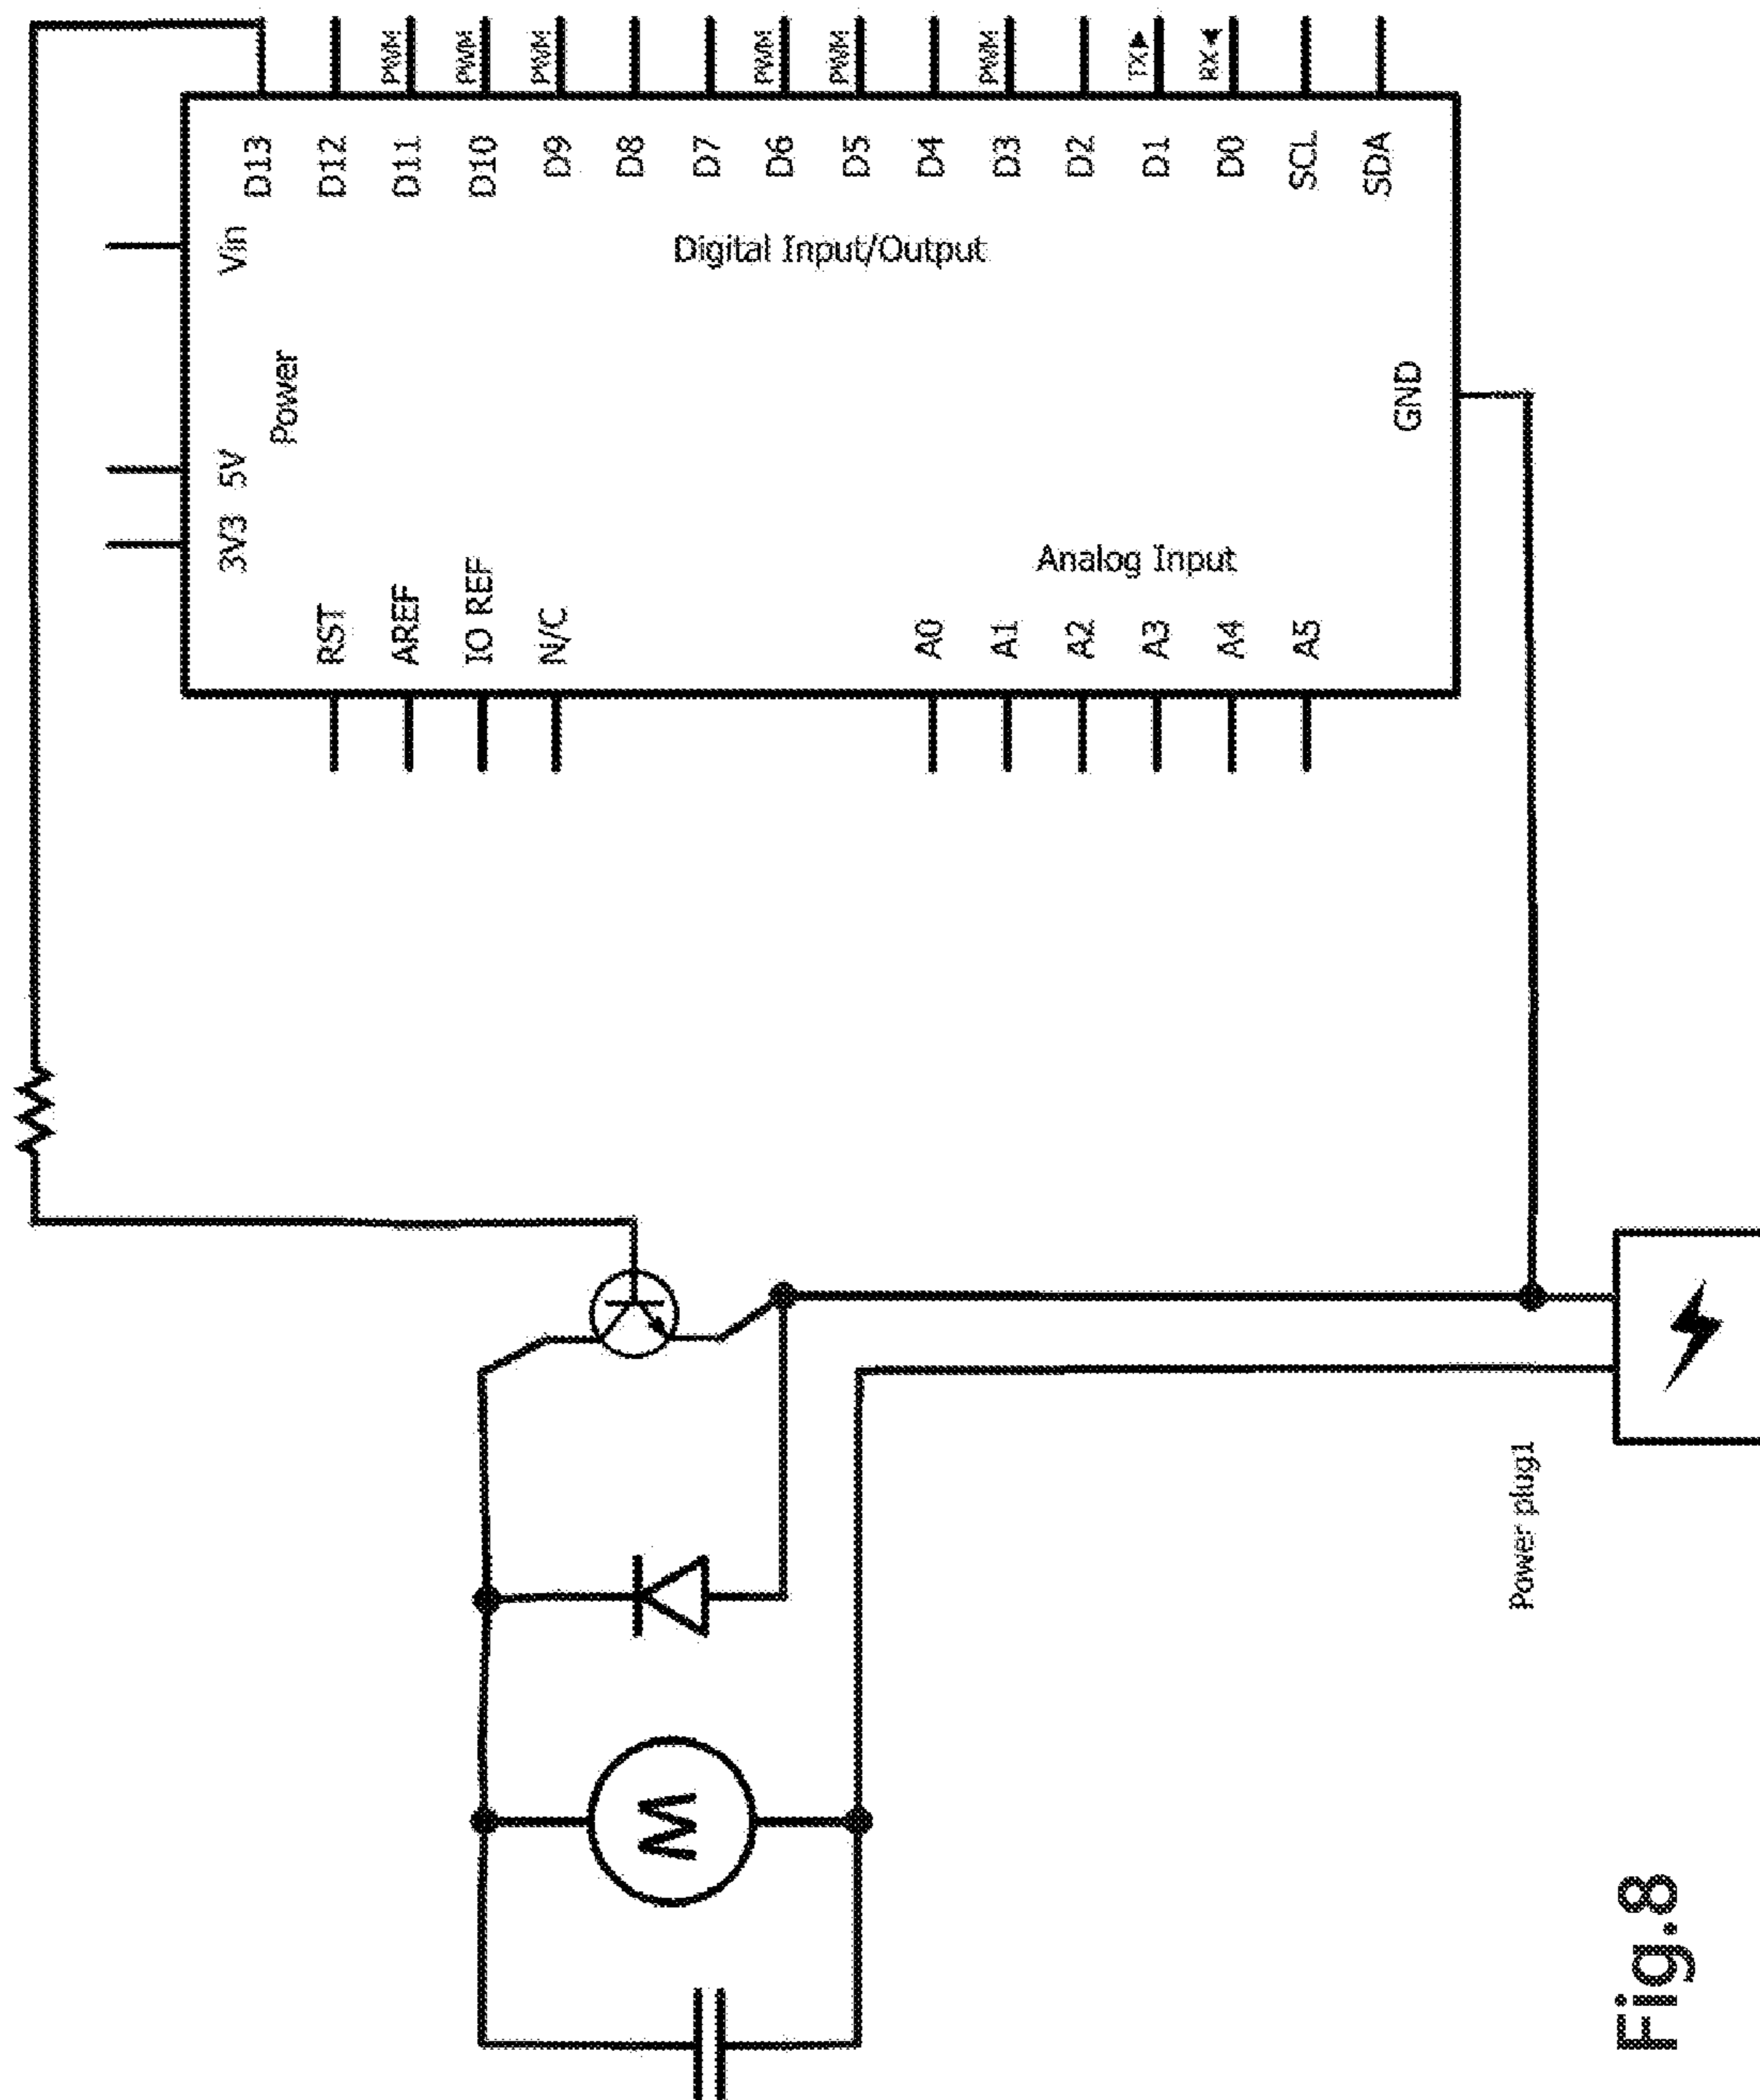 D13
D12
PWM
D11
PWM
D10
PWM
D9
D8
D7
PWM
D6
PWM
D5
D4
PWM
D3
D2
TX▶
D1
RX◀
D0
SCL
SDA
Digital Input/Output
Vin
Power
5V
3V3
RST
AREF
IO REF
N/C
Analog Input
A0
A1
A2
A3
A4
A5
GND
M
Power plug1
Fig.8